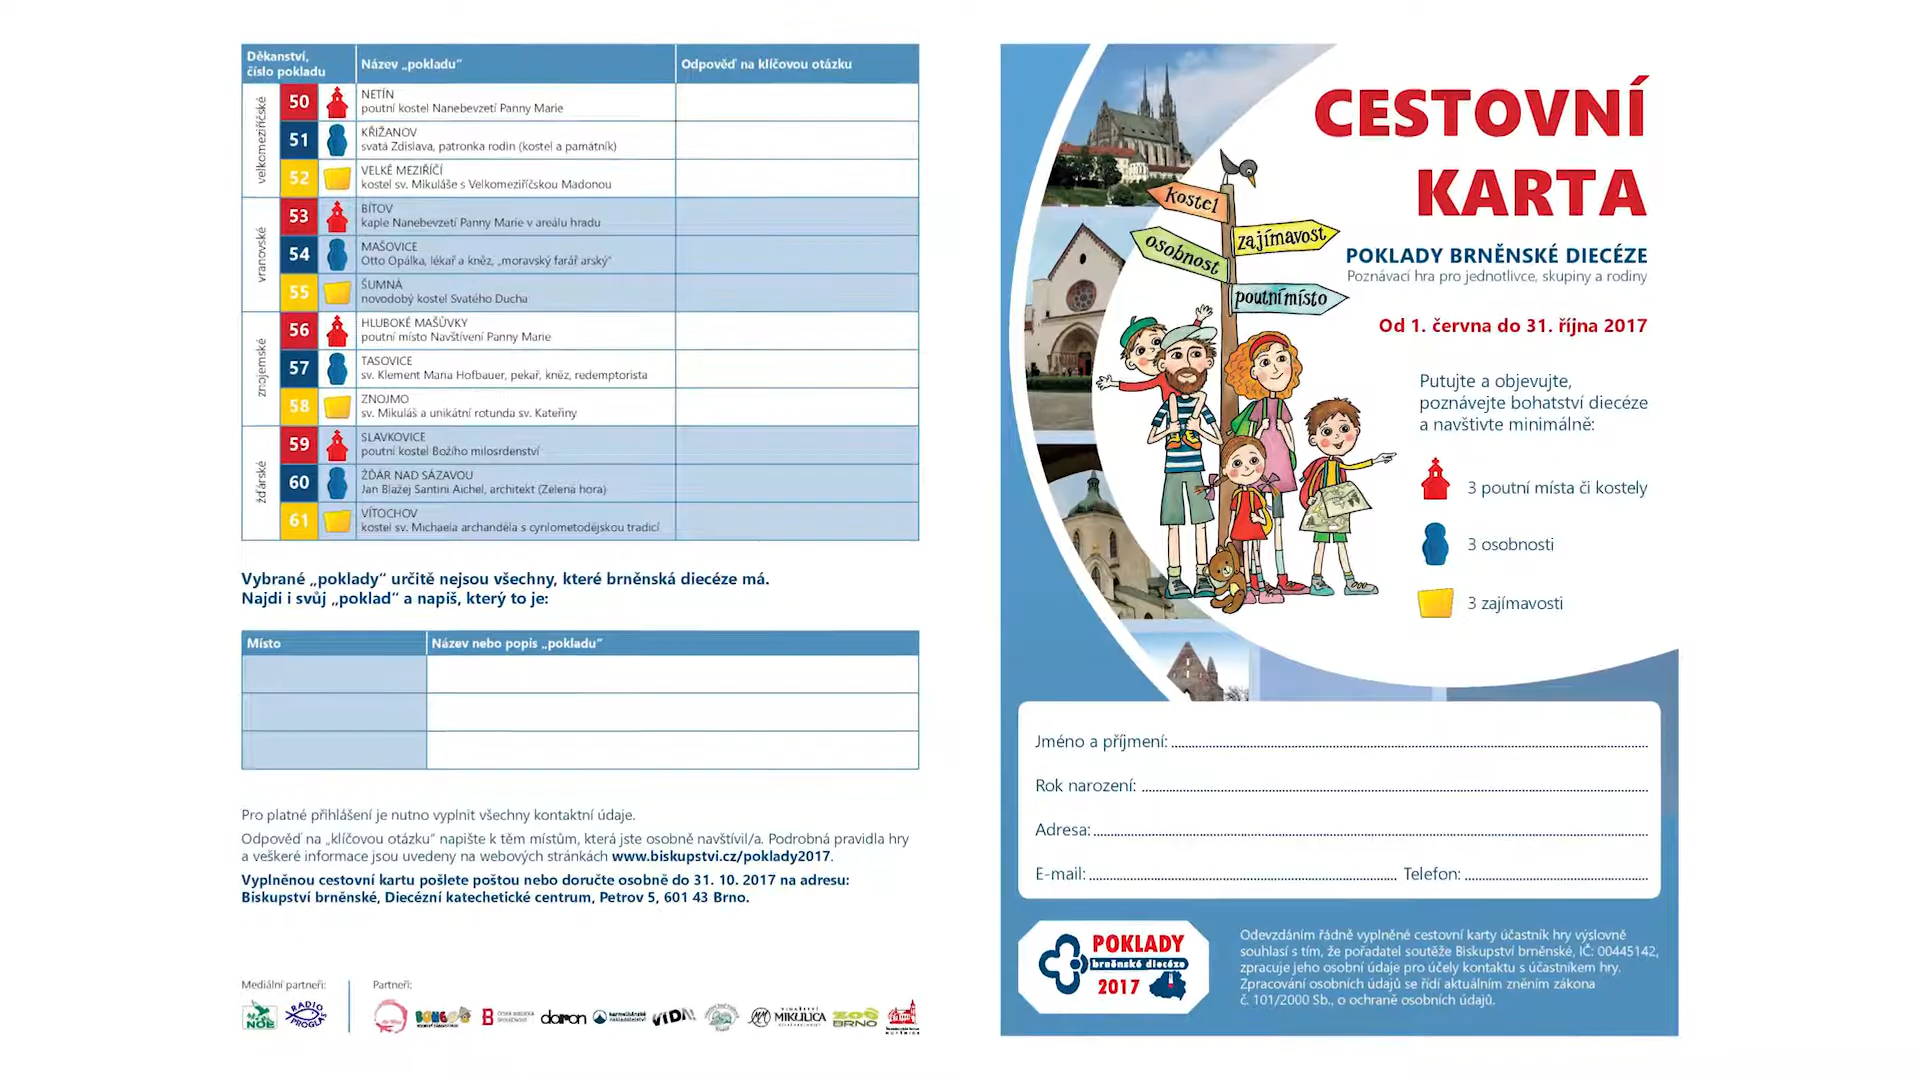 Děkanství,
číslo pokladu
Název „pokladu“
Odpověď na klíčovou otázku
velkomeziříčské
50
NETÍN
poutní kostel Nanebevzetí Panny Marie
51
KŘIŽANOV
svatá Zdislava, patronka rodin (kostel a památník)
52
VELKÉ MEZIŘÍČÍ
kostel sv. Mikuláše s Velkomeziříčskou Madonou
vranovské
53
BÍTOV
kaple Nanebevzetí Panny Marie v areálu hradu
54
MAŠOVICE
Otto Opálka, lékař a kněz, „moravský farář arský“
55
ŠUMNÁ
novodobý kostel Svatého Ducha
znojemské
56
HLUBOKÉ MAŠŮVKY
poutní místo Navštívení Panny Marie
57
TASOVICE
sv. Klement Maria Hofbauer, pekař, kněz, redemptorista
58
ZNOJMO
sv. Mikuláš a unikátní rotunda sv. Kateřiny
žďárské
59
SLAVKOVICE
poutní kostel Božího milosrdenství
60
ŽĎÁR NAD SÁZAVOU
Jan Blažej Santini Aichel, architekt (Zelená hora)
61
VÍTOCHOV
kostel sv. Michaela archanděla s cyrilometodějskou tradicí
Vybrané „poklady“ určitě nejsou všechny, které brněnská diecéze má.
Najdi i svůj „poklad“ a napiš, který to je:
Místo
Název nebo popis „pokladu“
Pro platné přihlášení je nutno vyplnit všechny kontaktní údaje.
Odpověď na „klíčovou otázku“ napište k těm místům, která jste osobně navštívil/a. Podrobná pravidla hry
a veškeré informace jsou uvedeny na webových stránkách www.biskupstvi.cz/poklady2017.
Vyplněnou cestovní kartu pošlete poštou nebo doručte osobně do 31. 10. 2017 na adresu:
Biskupství brněnské, Diecézní katechetické centrum, Petrov 5, 601 43 Brno.
Mediální partneři:
Partneři:
NOE
RADIO
PROGLAS
BONGO
daron
VIDA!
MIKULICA
ZOO
BRNO
CESTOVNÍ
KARTA
POKLADY BRNĚNSKÉ DIECÉZE
Poznávací hra pro jednotlivce, skupiny a rodiny
Od 1. června do 31. října 2017
kostel
zajímavost
osobnost
poutní místo
Putujte a objevujte,
poznávejte bohatství diecéze
a navštivte minimálně:
3 poutní místa či kostely
3 osobnosti
3 zajímavosti
Jméno a příjmení:
Rok narození:
Adresa:
E-mail: Telefon:
POKLADY
brněnské diecéze
2017
Odevzdáním řádně vyplněné cestovní karty účastník hry výslovně
souhlasí s tím, že pořadatel soutěže Biskupství brněnské, IČ: 00445142,
zpracuje jeho osobní údaje pro účely kontaktu s účastníkem hry.
Zpracování osobních údajů se řídí aktuálním zněním zákona
č. 101/2000 Sb., o ochraně osobních údajů.